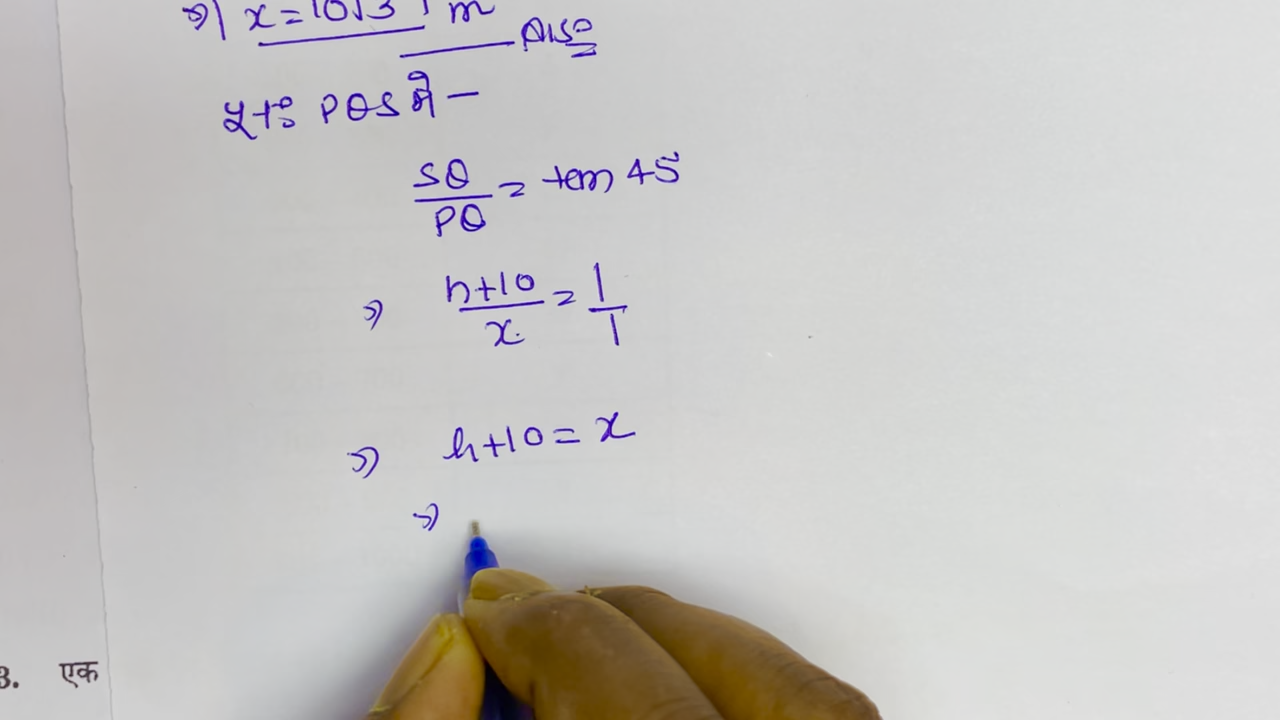 ⇒ x = 10√3 m Ans
पुनः PQS में –
SQ/PQ = tan 45
⇒ h+10/x = 1/1
⇒ h+10 = x
⇒
3. एक